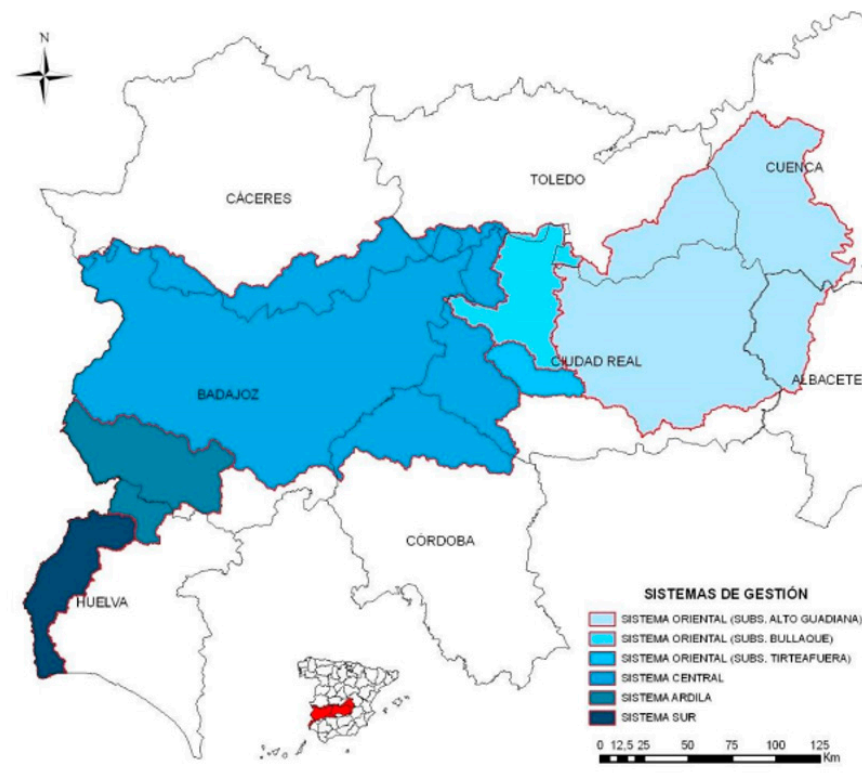 N
CUENCA
TOLEDO
CÁCERES
CIUDAD REAL
ALBACETE
BADAJOZ
CÓRDOBA
HUELVA
SISTEMAS DE GESTIÓN
SISTEMA ORIENTAL (SUBS. ALTO GUADIANA)
SISTEMA ORIENTAL (SUBS. BULLAQUE)
SISTEMA ORIENTAL (SUBS. TIRTEAFUERA)
SISTEMA CENTRAL
SISTEMA ARDILA
SISTEMA SUR
0 12,5 25 50 75 100 125
Km